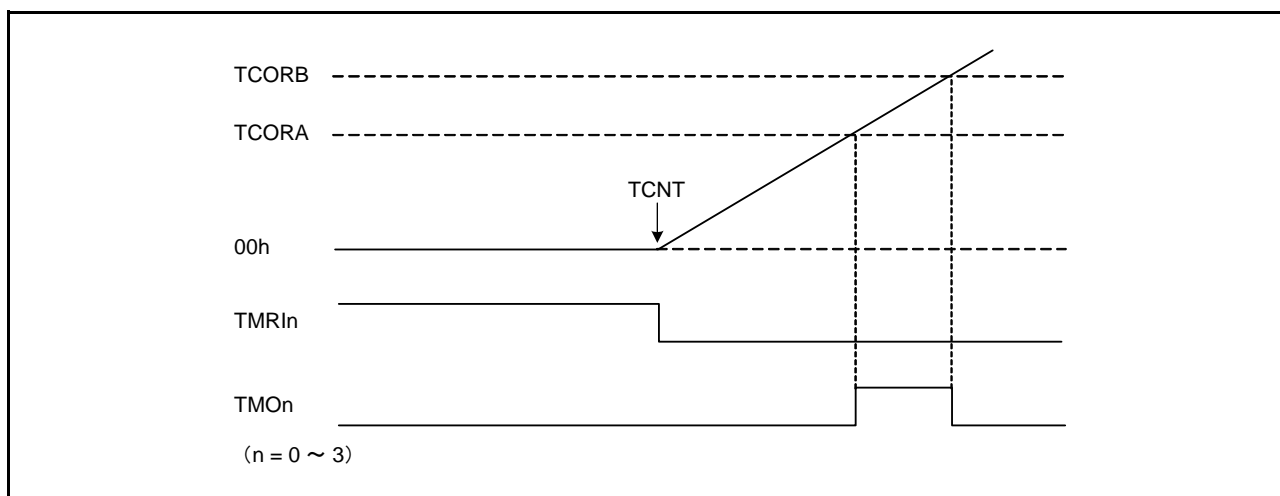 TCORB
TCORA
TCNT
00h
TMRIn
TMOn
（n = 0 ～ 3）